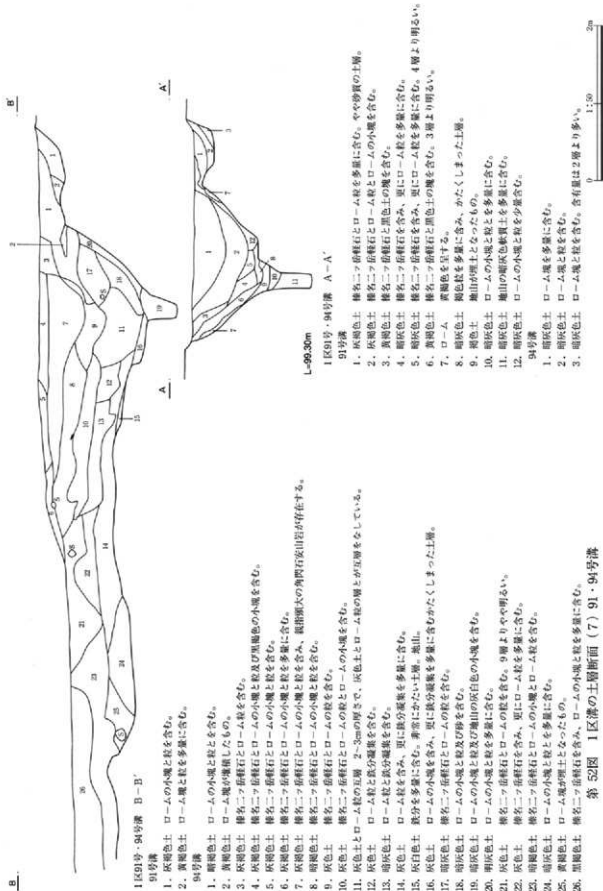 B
B'
A
A'
L=99.30m
1区91号・94号溝 B-B'
91号溝
1. 灰褐色土 ロームの小塊と粒を含む。
2. 黄褐色土 ローム塊と粒を多量に含む。
94号溝
1. 暗褐色土 ロームの小塊と粒とを含む。
2. 黄褐色土 ローム塊が堆積したもの。
3. 灰褐色土 榛名二ッ岳軽石とローム粒を含む。
4. 灰褐色土 榛名二ッ岳軽石とロームの小塊と粒及び黒褐色の小塊を含む。
5. 灰褐色土 榛名二ッ岳軽石とロームの小塊と粒を含む。
6. 灰褐色土 榛名二ッ岳軽石とロームの小塊と粒を多量に含む。
7. 灰褐色土 榛名二ッ岳軽石とロームの小塊と粒を含み、親指頭大の角閃石安山岩が存在する。
8. 暗褐色土 榛名二ッ岳軽石とロームの小塊と粒を含む。
9. 灰色土 榛名二ッ岳軽石とロームの粒を含む。
10. 灰色土 榛名二ッ岳軽石とロームの粒とロームの小塊を含む。
11. 灰色土とローム粒の互層 2~3cmの厚さで、灰色土とローム粒の層とが互層をなしている。
12. 灰色土 ローム粒と鉄分凝集を含む。
13. 暗灰色土 ローム粒と鉄分凝集を含む。
14. 灰色土 ローム粒を含み、更に鉄分凝集を多量に含む。
15. 灰白色土 鉄分を多量に含む。非常にかたい土層。地山。
16. 灰色土 ロームの小塊を含み、更に鉄分凝集を多量に含むかたくしまった土層。
17. 暗灰色土 榛名二ッ岳軽石とロームの粒を含む。
18. 暗灰色土 ロームの小塊と粒及び砂を含む。
19. 暗灰色土 ロームの小塊と粒及び地山の灰白色の小塊を含む。
20. 明灰色土 ロームの小塊と粒を多量に含む。
21. 灰色土 榛名二ッ岳軽石とロームの粒を含む。9層よりやや明るい。
22. 灰色土 榛名二ッ岳軽石を含み、更にローム粒を多量に含む。
23. 暗褐色土 榛名二ッ岳軽石とロームの小塊とローム粒を含む。
24. 暗灰色土 ロームの小塊と粒とを多量に含む。
25. 黄褐色土 ローム塊が埋土となったもの。
26. 黒褐色土 榛名二ッ岳軽石を含み、ロームの小塊と粒を多量に含む。
1区91号・94号溝 A-A'
91号溝
1. 灰褐色土 榛名二ッ岳軽石とローム粒を多量に含む。やや砂質の土層。
2. 灰褐色土 榛名二ッ岳軽石とローム粒とロームの小塊を含む。
3. 黄褐色土 榛名二ッ岳軽石と黒色土の塊を含む。
4. 暗灰色土 榛名二ッ岳軽石を含み、更にローム粒を多量に含む。
5. 暗灰色土 榛名二ッ岳軽石を含み、更にローム粒を多量に含む。4層より明るい。
6. 黄褐色土 榛名二ッ岳軽石と黒色土の塊を含む。3層より明るい。
7. ローム 黄褐色を呈する。
8. 暗灰色土 褐色粒を多量に含み、かたくしまった土層。
9. 褐色土 地山が埋土となったもの。
10. 暗灰色土 ロームの小塊と粒とを多量に含む。
11. 暗灰色土 地山の暗灰色軟質土を多量に含む。
12. 暗灰色土 ロームの小塊と粒を少量含む。
94号溝
1. 暗灰色土 ローム塊を多量に含む。
2. 暗灰色土 ローム塊と粒を含む。
3. 暗灰色土 ローム塊と粒を含む。含有量は2層より多い。
0 1:50 2m
第52図 1区溝の土層断面(7)91・94号溝